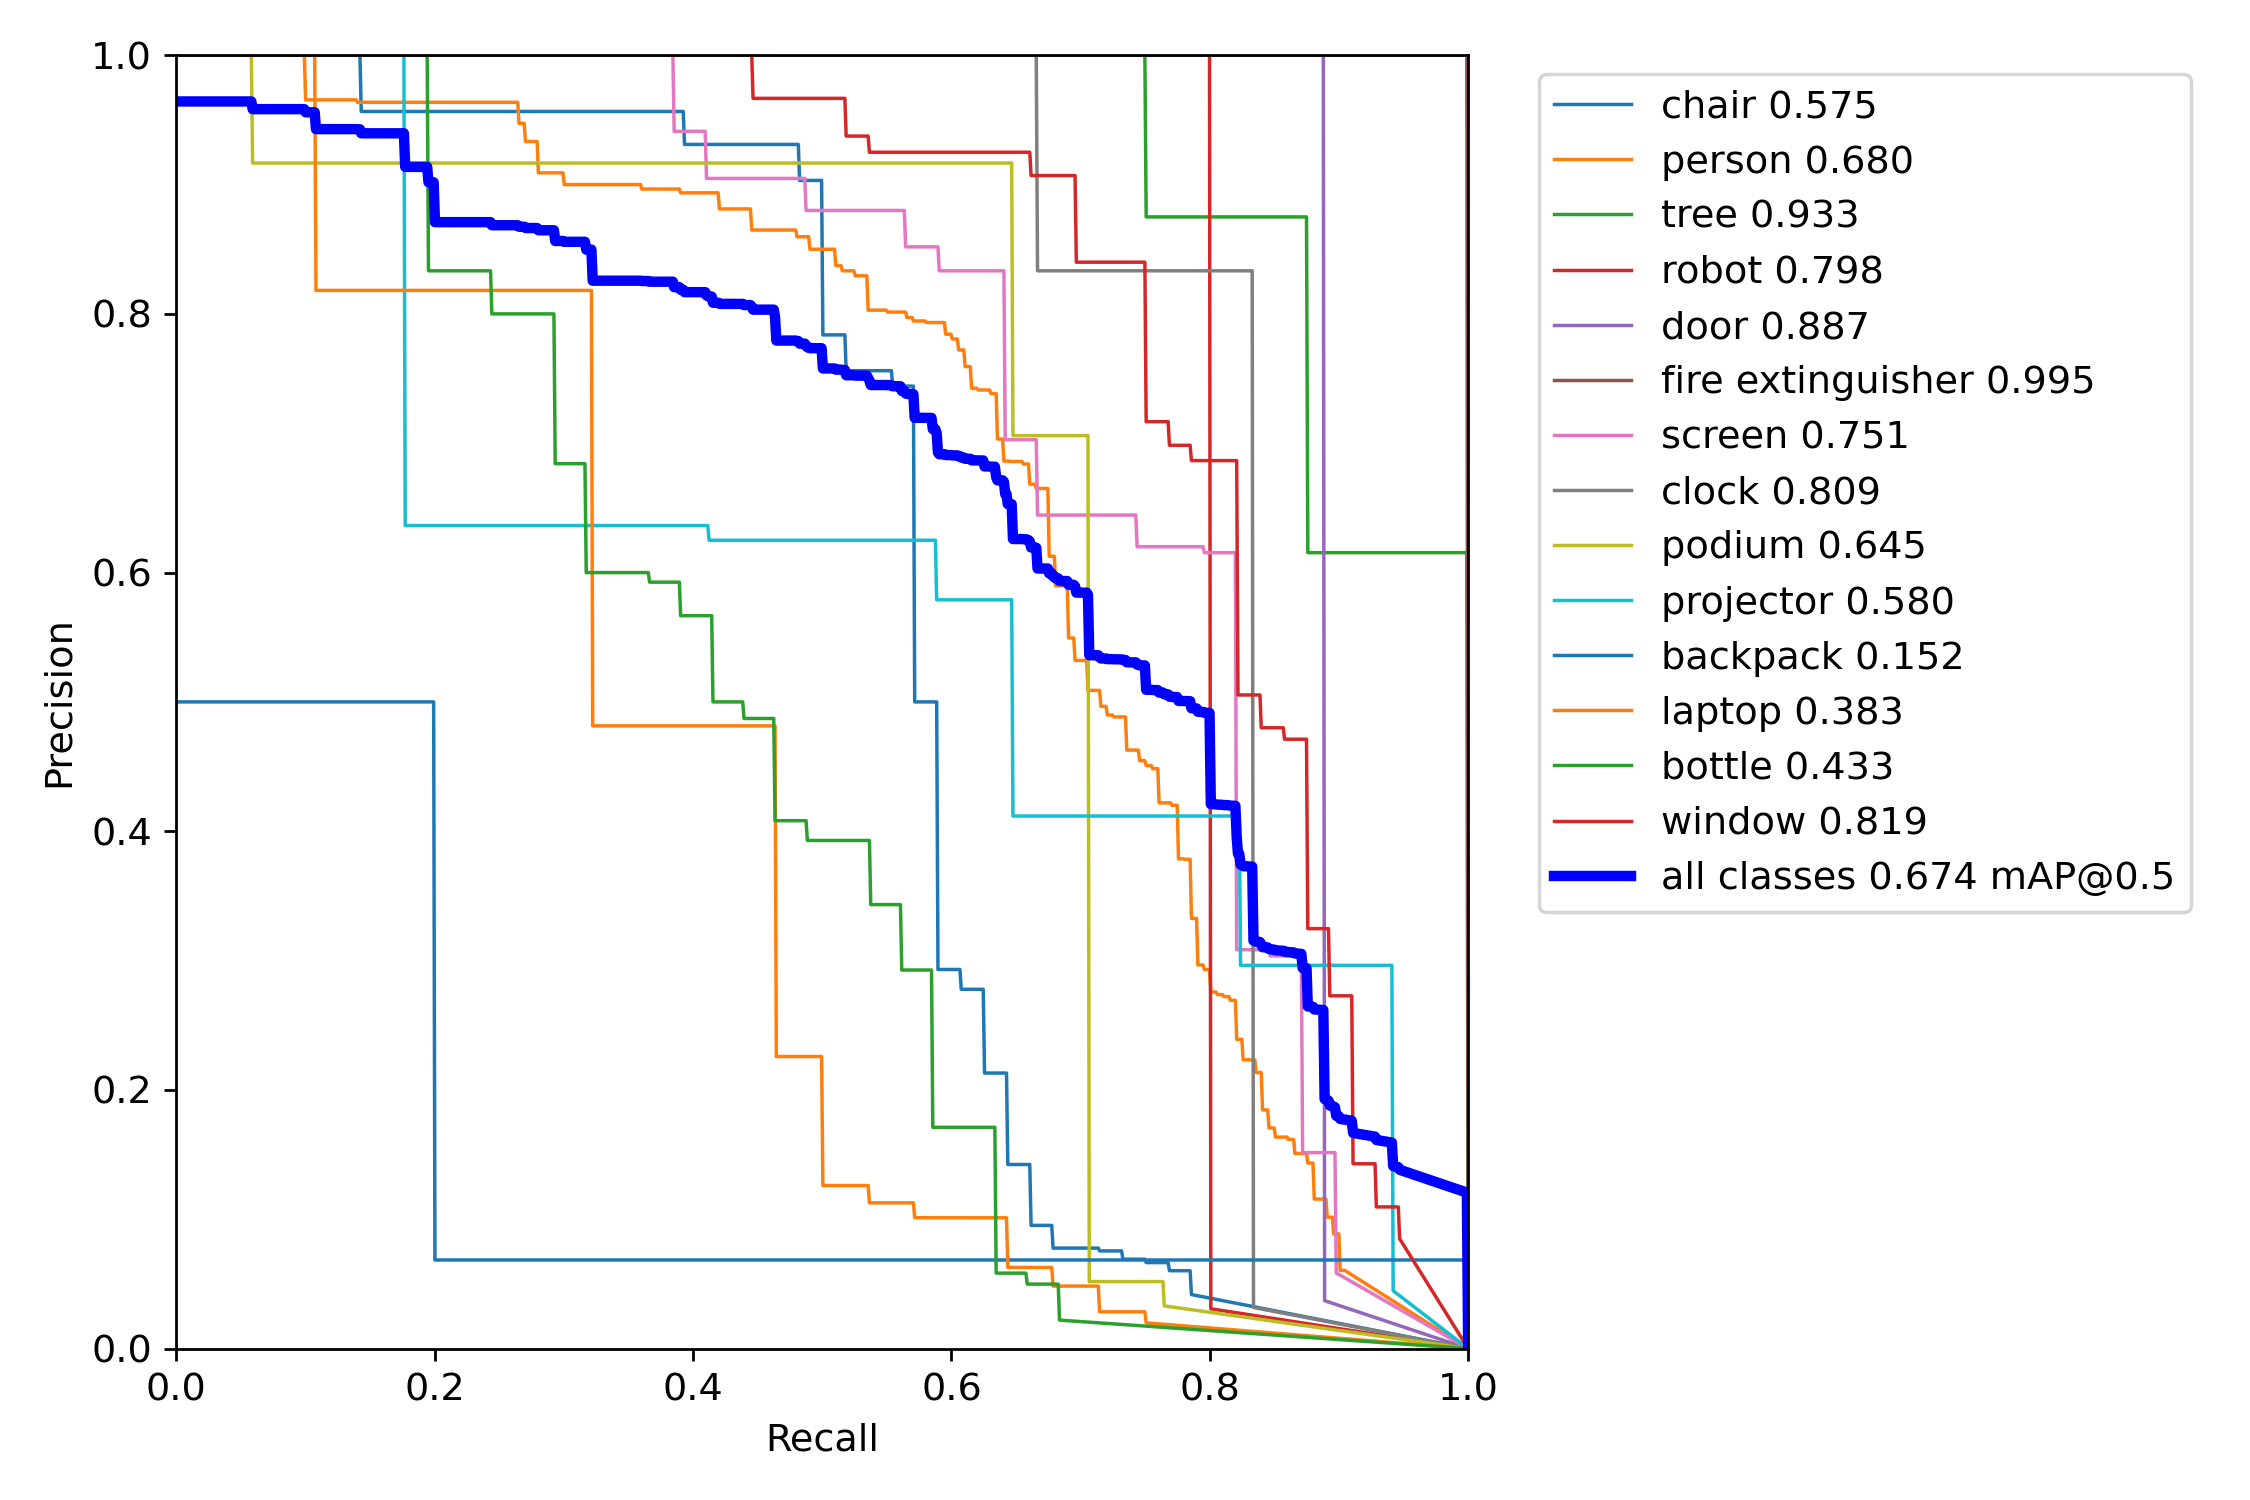 1.0
0.8
0.6
0.4
0.2
0.0
Precision
0.0 0.2 0.4 0.6 0.8 1.0
Recall
chair 0.575
person 0.680
tree 0.933
robot 0.798
door 0.887
fire extinguisher 0.995
screen 0.751
clock 0.809
podium 0.645
projector 0.580
backpack 0.152
laptop 0.383
bottle 0.433
window 0.819
all classes 0.674 mAP@0.5